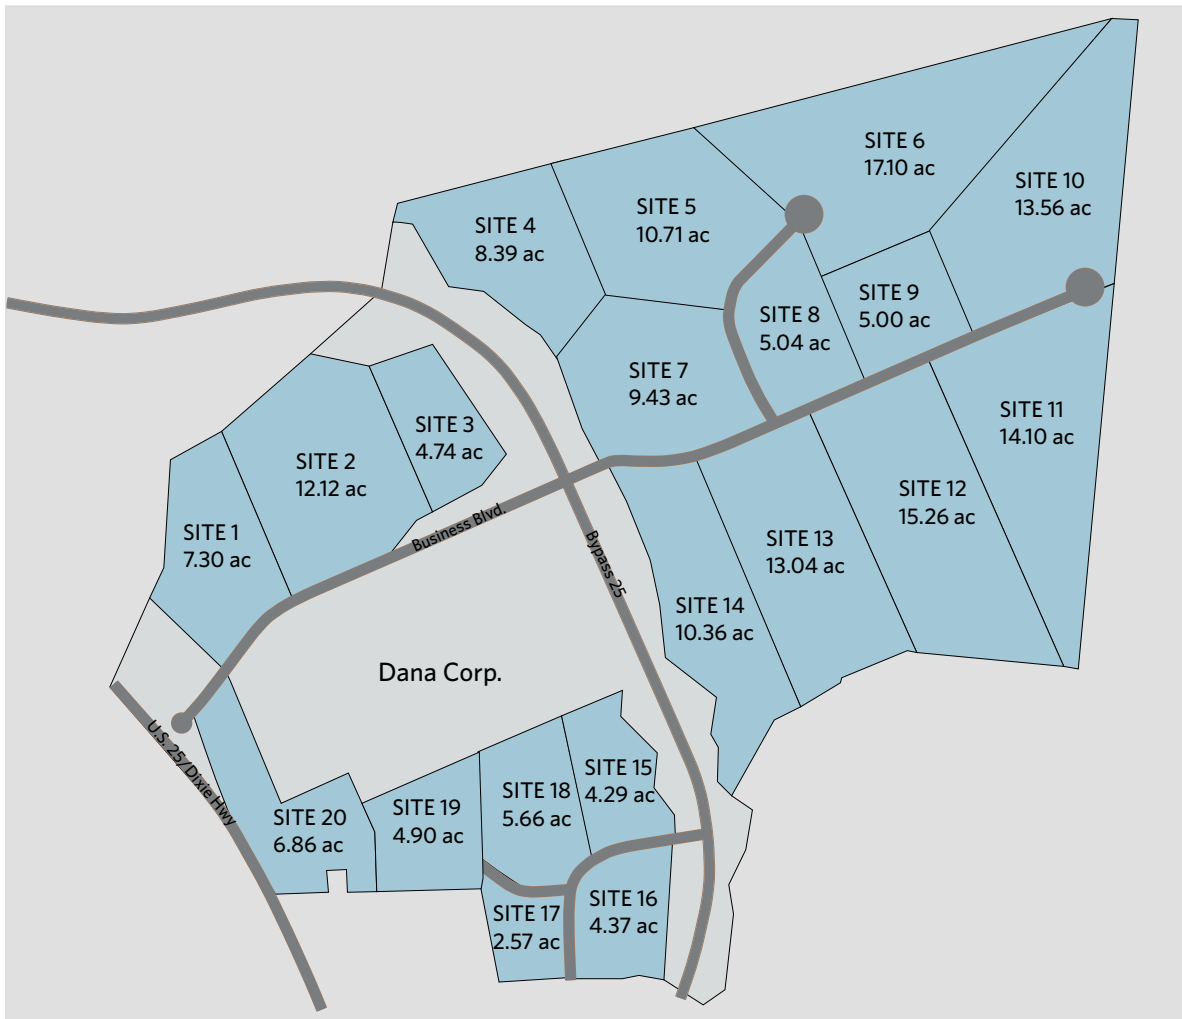 SITE 6
17.10 ac
SITE 10
13.56 ac
SITE 5
10.71 ac
SITE 4
8.39 ac
SITE 9
5.00 ac
SITE 8
5.04 ac
SITE 7
9.43 ac
SITE 11
14.10 ac
SITE 3
4.74 ac
SITE 2
12.12 ac
SITE 12
15.26 ac
SITE 1
7.30 ac
Business Blvd.
SITE 13
13.04 ac
Bypass 25
SITE 14
10.36 ac
Dana Corp.
U.S. 25/Dixie Hwy
SITE 15
4.29 ac
SITE 18
5.66 ac
SITE 19
4.90 ac
SITE 20
6.86 ac
SITE 16
4.37 ac
SITE 17
2.57 ac